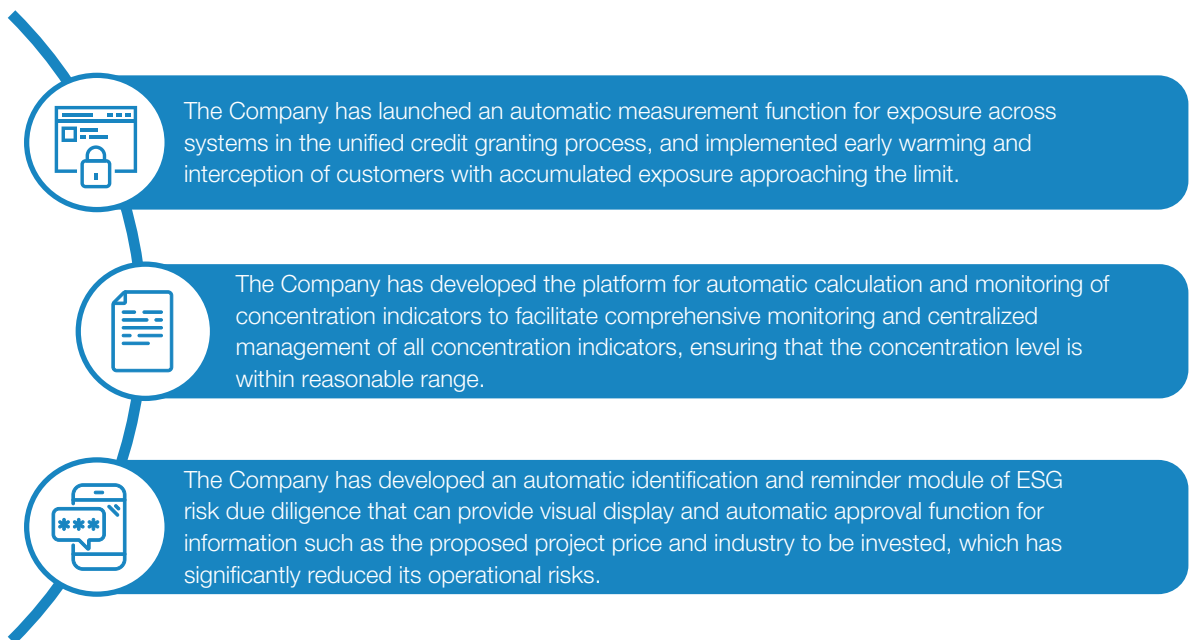 The Company has launched an automatic measurement function for exposure across
systems in the unified credit granting process, and implemented early warming and
interception of customers with accumulated exposure approaching the limit.
The Company has developed the platform for automatic calculation and monitoring of
concentration indicators to facilitate comprehensive monitoring and centralized
management of all concentration indicators, ensuring that the concentration level is
within reasonable range.
The Company has developed an automatic identification and reminder module of ESG
risk due diligence that can provide visual display and automatic approval function for
information such as the proposed project price and industry to be invested, which has
significantly reduced its operational risks.
***